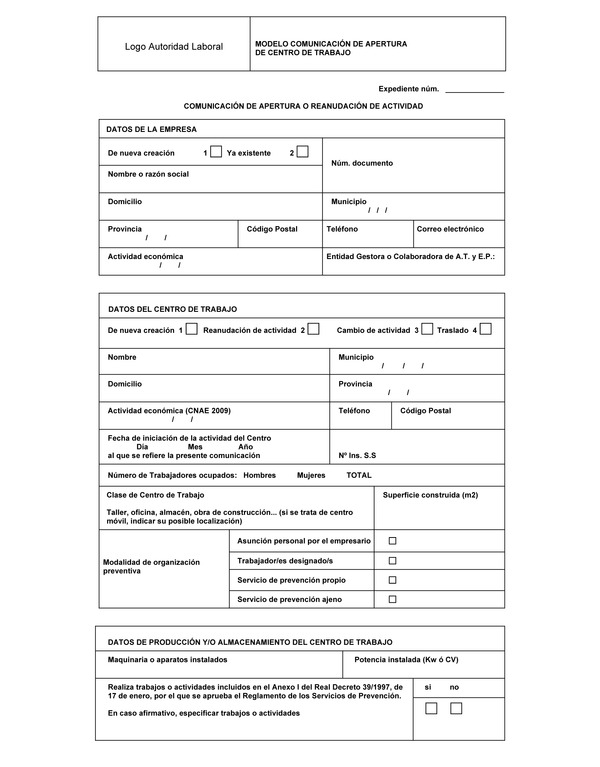 Logo Autoridad Laboral
MODELO COMUNICACIÓN DE APERTURA
DE CENTRO DE TRABAJO
Expediente núm. ____________
COMUNICACIÓN DE APERTURA O REANUDACIÓN DE ACTIVIDAD
DATOS DE LA EMPRESA
De nueva creación 1 Ya existente 2
Núm. documento
Nombre o razón social
Domicilio Municipio
/ / /
Provincia Código Postal Teléfono Correo electrónico
/ /
Actividad económica Entidad Gestora o Colaboradora de A.T. y E.P.:
/ /
DATOS DEL CENTRO DE TRABAJO
De nueva creación 1 Reanudación de actividad 2 Cambio de actividad 3 Traslado 4
Nombre Municipio
/ / /
Domicilio Provincia
/ /
Actividad económica (CNAE 2009) Teléfono Código Postal
/ /
Fecha de iniciación de la actividad del Centro
Dia Mes Año
al que se refiere la presente comunicación Nº Ins. S.S
Número de Trabajadores ocupados: Hombres Mujeres TOTAL
Clase de Centro de Trabajo Superficie construida (m2)
Taller, oficina, almacén, obra de construcción... (si se trata de centro
móvil, indicar su posible localización)
Modalidad de organización
preventiva
Asunción personal por el empresario
Trabajador/es designado/s
Servicio de prevención propio
Servicio de prevención ajeno
DATOS DE PRODUCCIÓN Y/O ALMACENAMIENTO DEL CENTRO DE TRABAJO
Maquinaria o aparatos instalados Potencia instalada (Kw ó CV)
Realiza trabajos o actividades incluidos en el Anexo I del Real Decreto 39/1997, de
17 de enero, por el que se aprueba el Reglamento de los Servicios de Prevención.
si no
En caso afirmativo, especificar trabajos o actividades